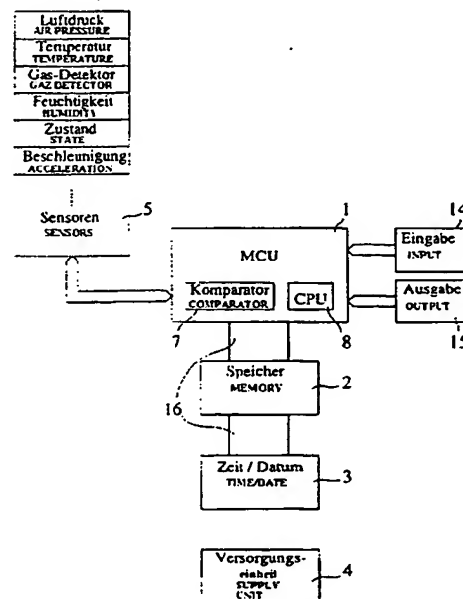 Luftdruck
AIR PRESSURE
Temperatur
TEMPERATURE
Gas-Detektor
GAZ DETECTOR
Feuchtigkeit
HUMIDITY
Zustand
STATE
Beschleunigung
ACCELERATION
Sensoren
SENSORS
5
1
MCU
Komparator
COMPARATOR
CPU
7
8
14
Eingabe
INPUT
Ausgabe
OUTPUT
15
Speicher
MEMORY
2
16
Zeit / Datum
TIME/DATE
3
Versorgungs-
einheit
SUPPLY
UNIT
4